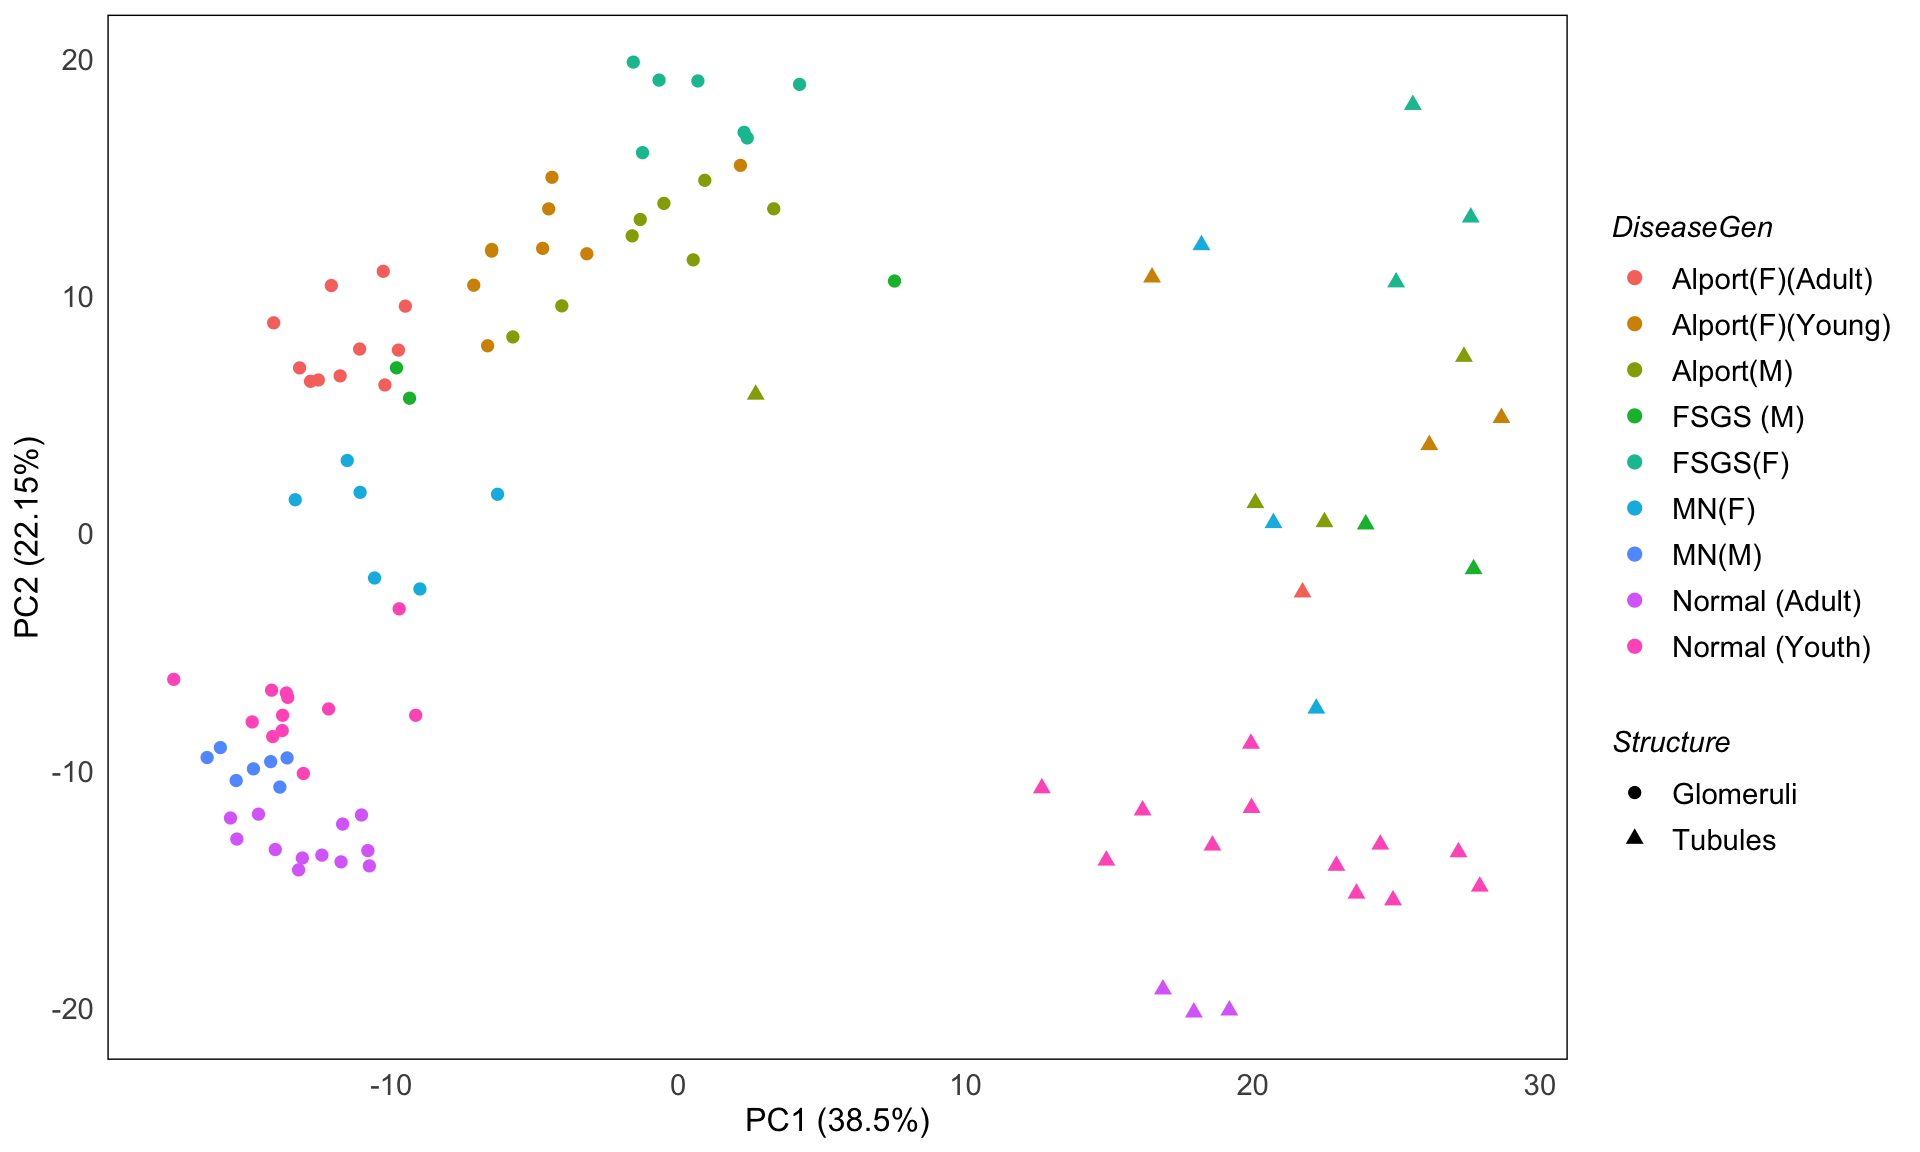 20
10
0
-10
-20
PC2 (22.15%)
-10
0
10
20
30
PC1 (38.5%)
DiseaseGen
Alport(F)(Adult)
Alport(F)(Young)
Alport(M)
FSGS (M)
FSGS(F)
MN(F)
MN(M)
Normal (Adult)
Normal (Youth)
Structure
Glomeruli
Tubules